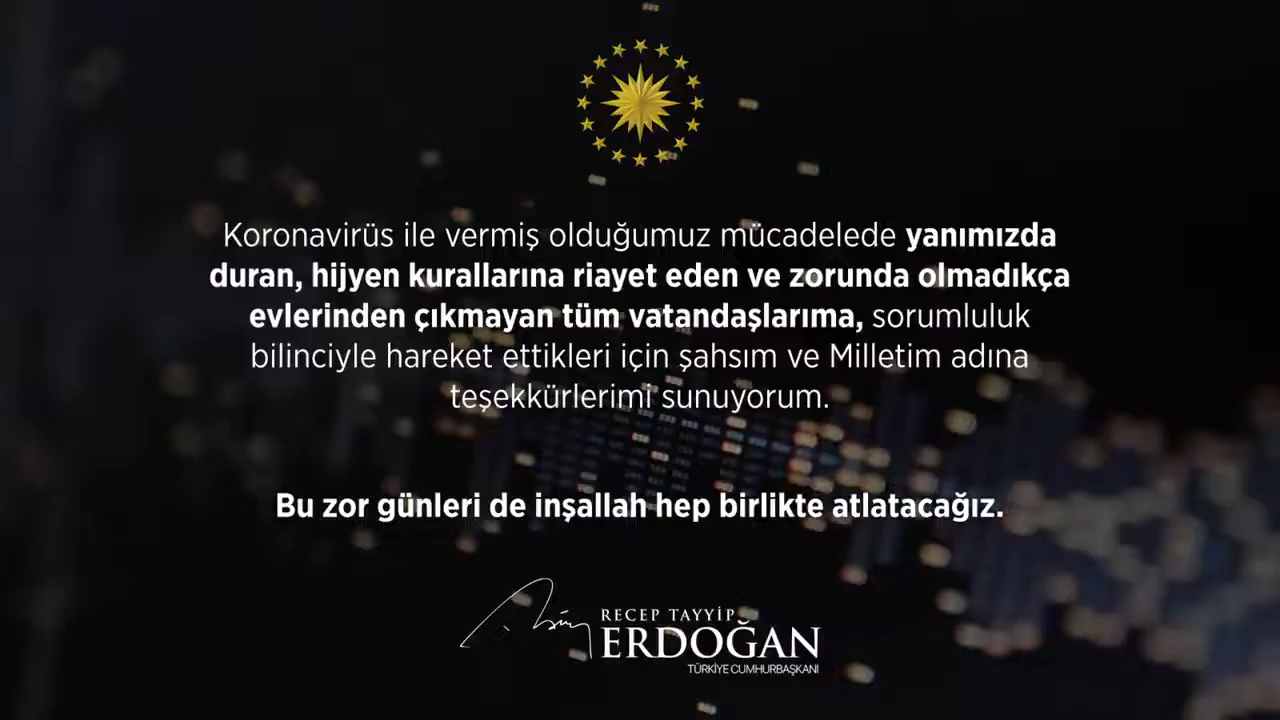 Koronavirüs ile vermiş olduğumuz mücadelede yanımızda
duran, hijyen kurallarına riayet eden ve zorunda olmadıkça
evlerinden çıkmayan tüm vatandaşlarıma, sorumluluk
bilinciyle hareket ettikleri için şahsım ve Milletim adına
teşekkürlerimi sunuyorum.
Bu zor günleri de inşallah hep birlikte atlatacağız.
RECEP TAYYİP
ERDOĞAN
TÜRKİYE CUMHURBAŞKANI